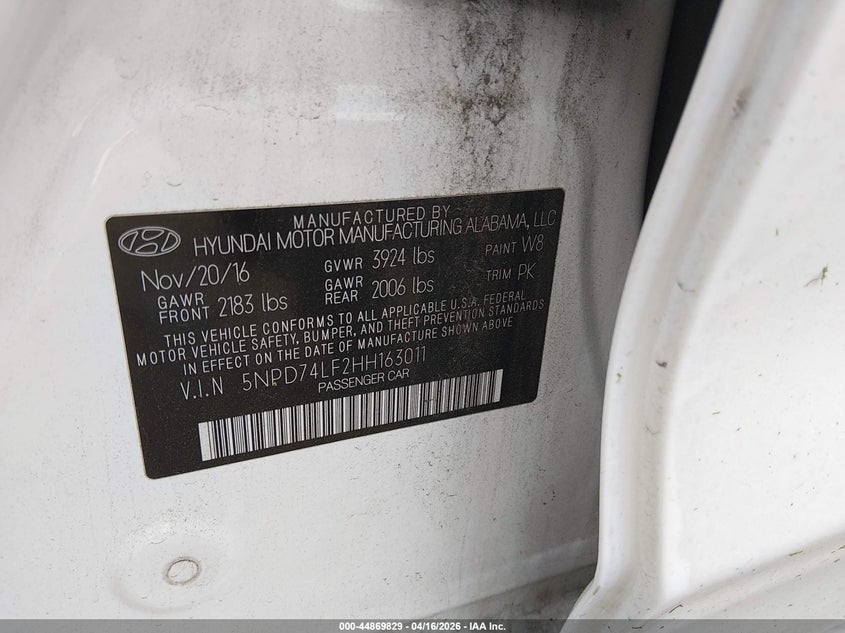 MANUFACTURED BY
HYUNDAI MOTOR MANUFACTURING ALABAMA, LLC
Nov/20/16 GVWR 3924 lbs PAINT W8
GAWR FRONT 2183 lbs GAWR REAR 2006 lbs TRIM PK
THIS VEHICLE CONFORMS TO ALL APPLICABLE U.S.A. FEDERAL
MOTOR VEHICLE SAFETY, BUMPER, AND THEFT PREVENTION STANDARDS
IN EFFECT ON THE DATE OF MANUFACTURE SHOWN ABOVE
V.I.N 5NPD74LF2HH163011
PASSENGER CAR
000-44869829 - 04/16/2026 - IAA Inc.